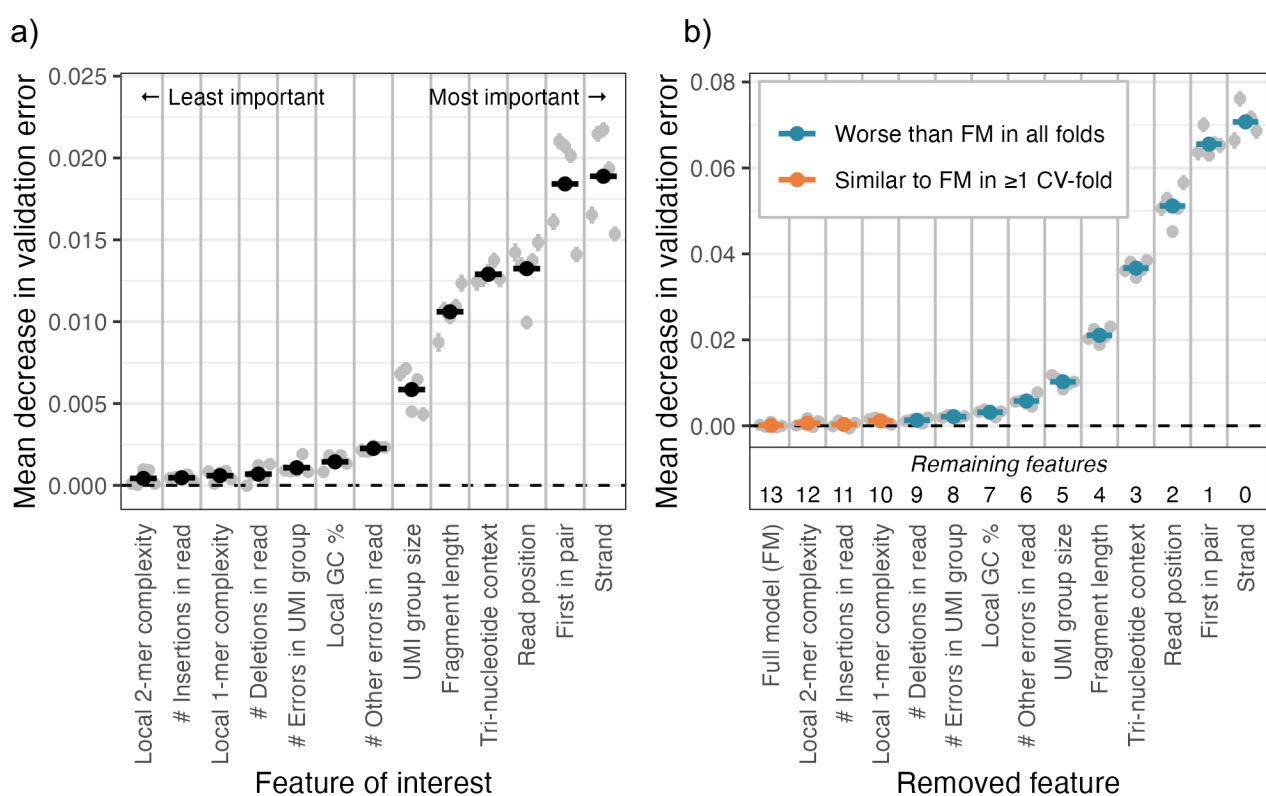 a)
Mean decrease in validation error
0.025
0.020
0.015
0.010
0.005
0.000
← Least important
Most important →
Local 2-mer complexity
# Insertions in read
Local 1-mer complexity
# Deletions in read
# Errors in UMI group
Local GC %
# Other errors in read
UMI group size
Fragment length
Tri-nucleotide context
Read position
First in pair
Strand
Feature of interest
b)
Mean decrease in validation error
0.08
0.06
0.04
0.02
0.00
Worse than FM in all folds
Similar to FM in ≥1 CV-fold
Remaining features
13 12 11 10 9 8 7 6 5 4 3 2 1 0
Full model (FM)
Local 2-mer complexity
# Insertions in read
Local 1-mer complexity
# Deletions in read
# Errors in UMI group
Local GC %
# Other errors in read
UMI group size
Fragment length
Tri-nucleotide context
Read position
First in pair
Strand
Removed feature